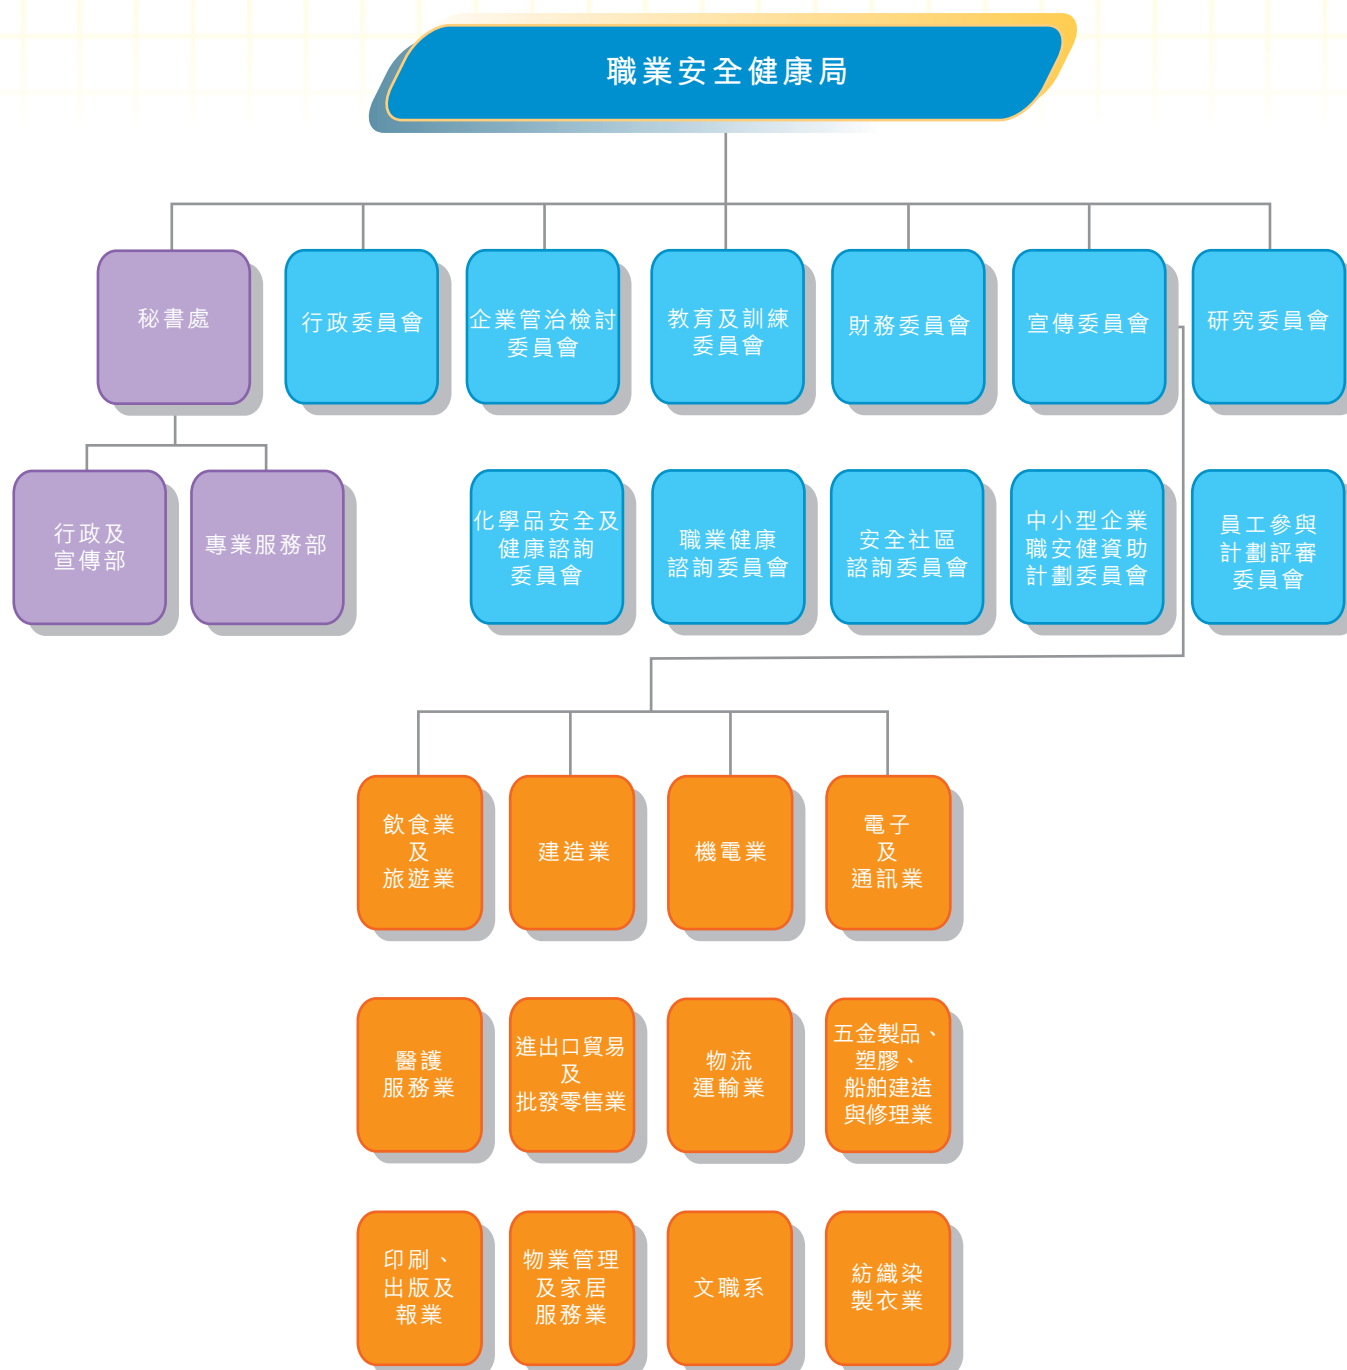 職業安全健康局
秘書處
行政委員會
企業管治檢討
委員會
教育及訓練
委員會
財務委員會
宣傳委員會
研究委員會
行政及
宣傳部
專業服務部
化學品安全及
健康諮詢
委員會
職業健康
諮詢委員會
安全社區
諮詢委員會
中小型企業
職安健資助
計劃委員會
員工參與
計劃評審
委員會
飲食業
及
旅遊業
建造業
機電業
電子
及
通訊業
醫護
服務業
進出口貿易
及
批發零售業
物流
運輸業
五金製品、
塑膠、
船舶建造
與修理業
印刷、
出版及
報業
物業管理
及家居
服務業
文職系
紡織染
製衣業